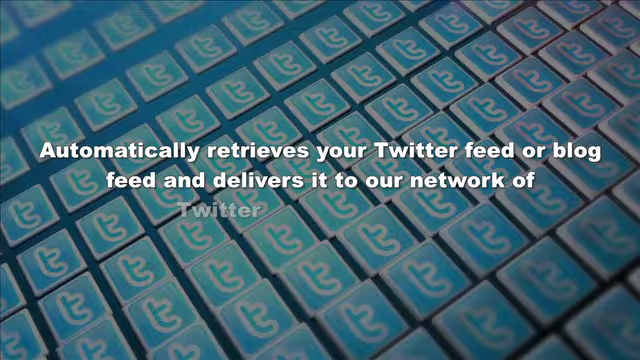 Automatically retrieves your Twitter feed or blog
feed and delivers it to our network of
Twitter